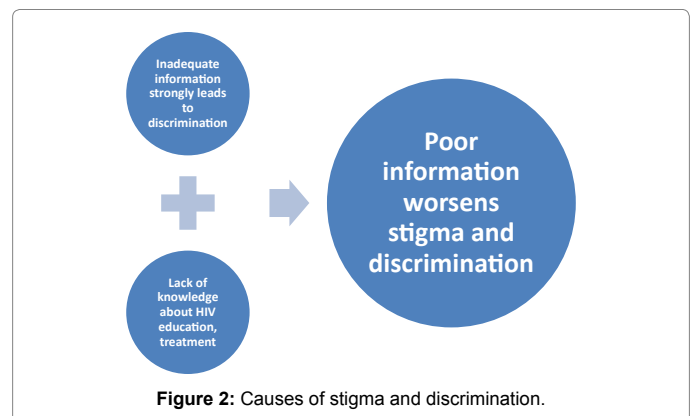 Inadequate
information
strongly leads
to
discrimination
Lack of
knowledge
about HIV
education,
treatment
Poor
information
worsens
stigma and
discrimination
Figure 2: Causes of stigma and discrimination.